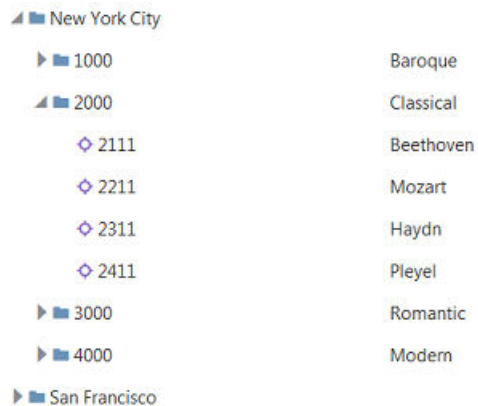 New York City
1000 Baroque
2000 Classical
2111 Beethoven
2211 Mozart
2311 Haydn
2411 Pleyel
3000 Romantic
4000 Modern
San Francisco